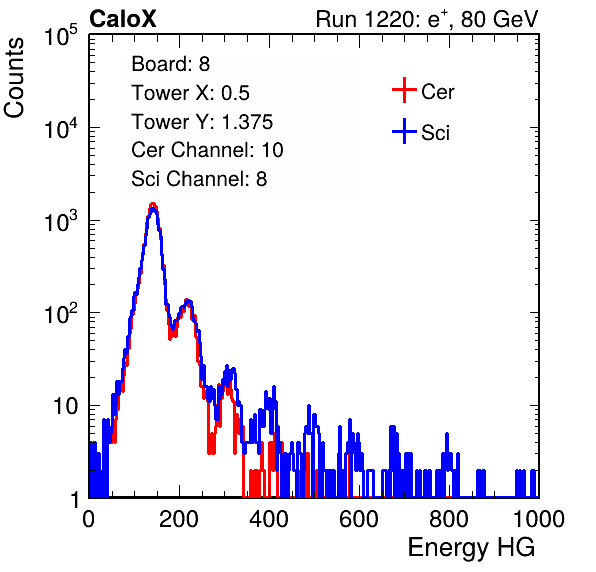 CaloX Run 1220: e⁺, 80 GeV
Counts
10⁵
10⁴
10³
10²
10
1
Board: 8
Tower X: 0.5
Tower Y: 1.375
Cer Channel: 10
Sci Channel: 8
Cer
Sci
0 200 400 600 800 1000
Energy HG